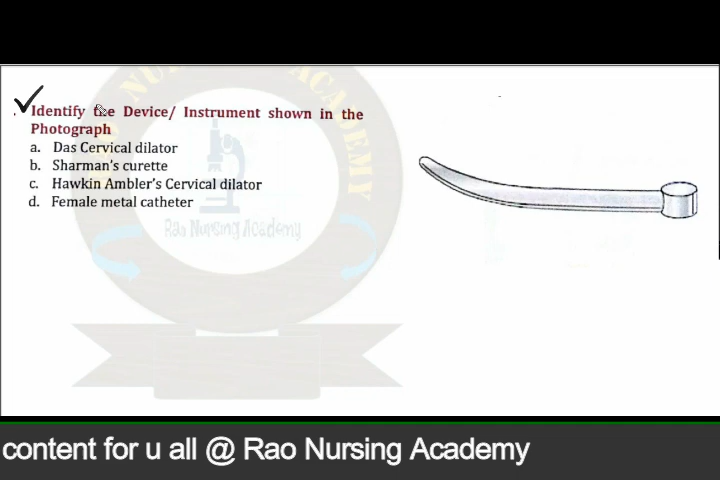 Identify the Device/ Instrument shown in the
Photograph
a. Das Cervical dilator
b. Sharman's curette
c. Hawkin Ambler's Cervical dilator
d. Female metal catheter
Rao Nursing Academy
ACADEMY
content for u all @ Rao Nursing Academy